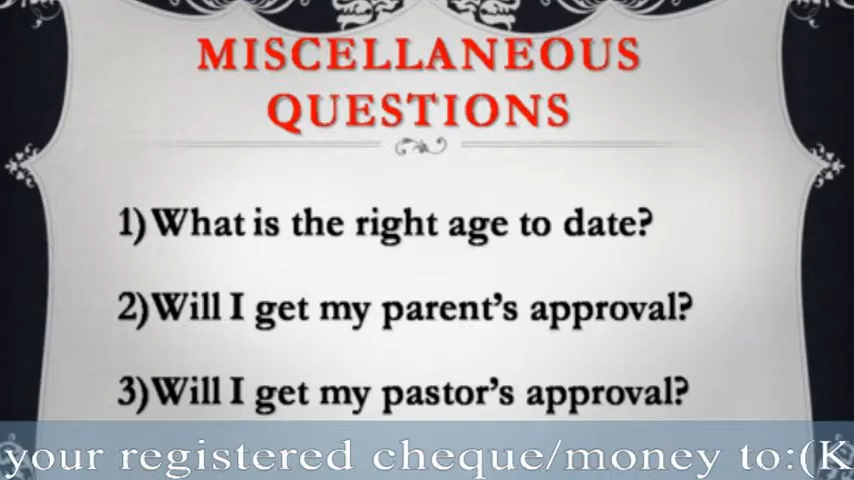 MISCELLANEOUS
QUESTIONS
1) What is the right age to date?
2) Will I get my parent's approval?
3) Will I get my pastor's approval?
your registered cheque/money to:(K